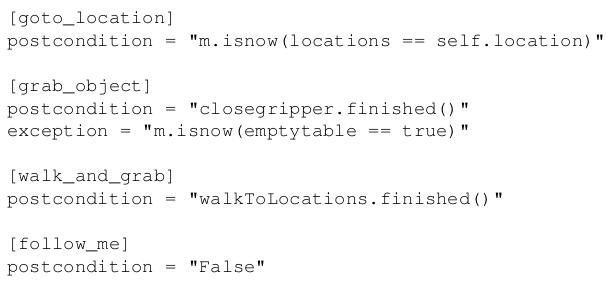 [goto_location]
postcondition = "m.isnow(locations == self.location)"
[grab_object]
postcondition = "closegripper.finished()"
exception = "m.isnow(emptytable == true)"
[walk_and_grab]
postcondition = "walkToLocations.finished()"
[follow_me]
postcondition = "False"